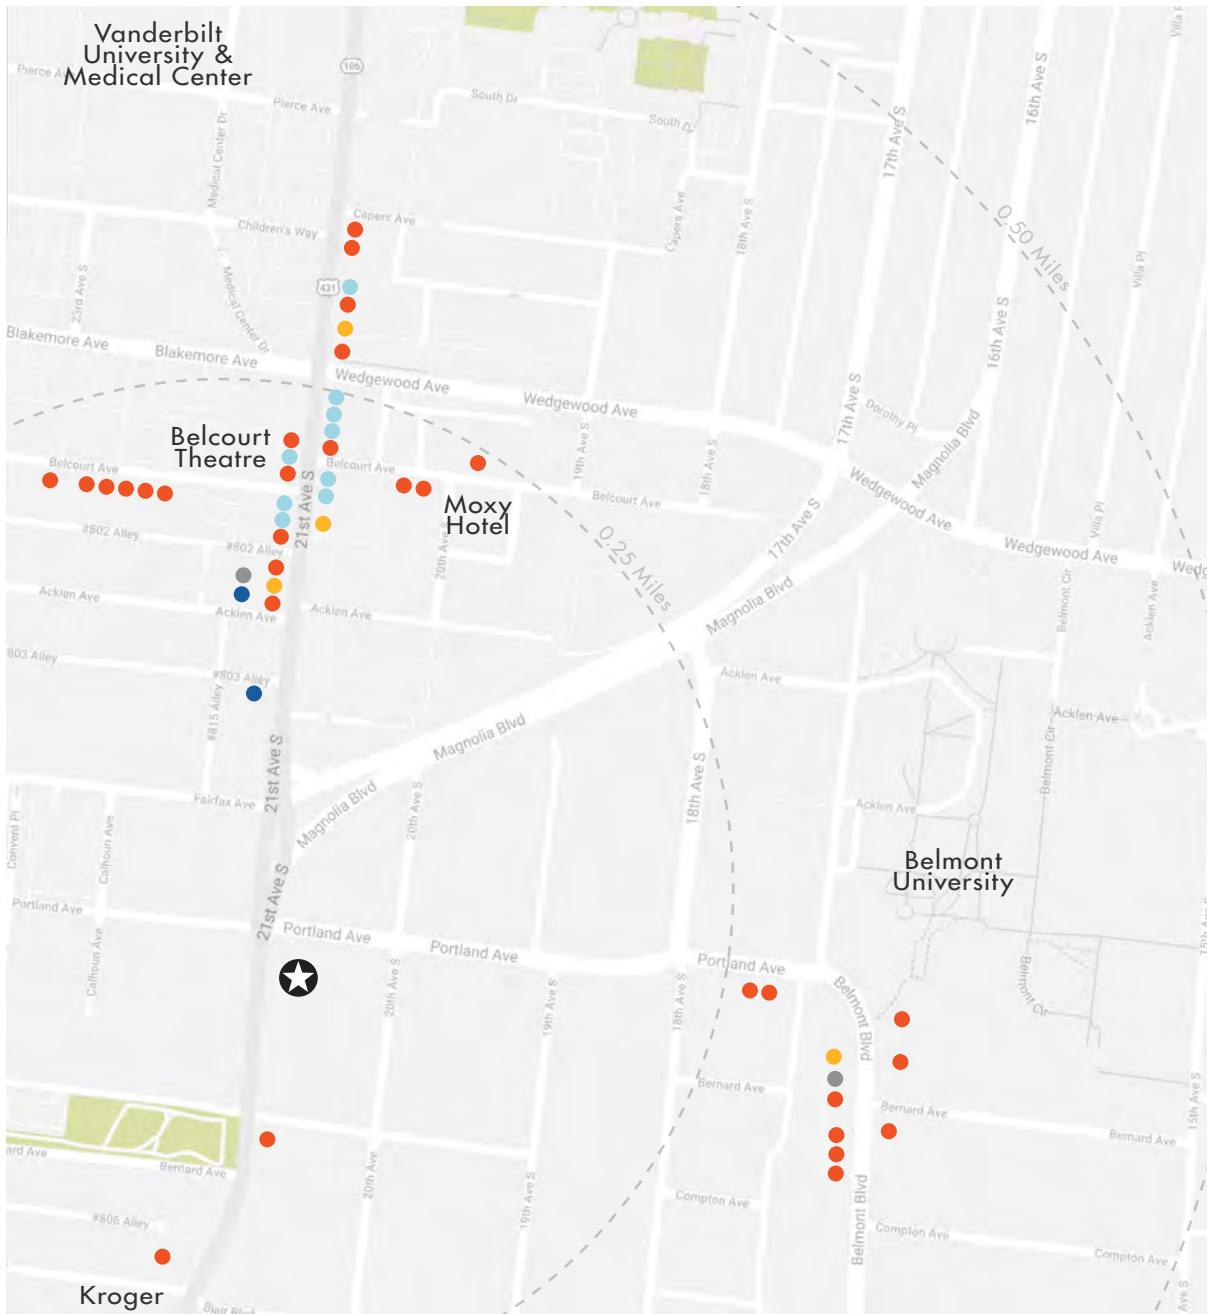 Vanderbilt
University &
Medical Center
Pierce Ave
106
Pierce Ave
South Dr
South Dr
Villa Pl
16th Ave S
17th Ave S
Medical Center Dr
Capers Ave
Children's Way
Capers Ave
18th Ave S
0.50 Miles
Villa Pl
23rd Ave S
Medical Center Dr
431
Blakemore Ave
Blakemore Ave
Wedgewood Ave
Wedgewood Ave
16th Ave S
17th Ave S
Dorothy Pl
Magnolia Blvd
Belcourt
Theatre
19th Ave S
18th Ave S
Belcourt Ave
Belcourt Ave
Belcourt Ave
Wedgewood Ave
Wedgewood Ave
Wedg
Villa Pl
Moxy
Hotel
21st Ave S
17th Ave S
#802 Alley
#802 Alley
20th Ave S
0.25 Miles
Acklen Ave
Acklen Ave
Acklen Ave
Magnolia Blvd
Belmont Cir
Acklen Ave
#803 Alley
#803 Alley
#815 Alley
Acklen Ave
Acklen Ave
Magnolia Blvd
Belmont Cir
21st Ave S
18th Ave S
Fairfax Ave
Magnolia Blvd
20th Ave S
Acklen Ave
Convent Pl
Calhoun Ave
Belmont
University
Portland Ave
21st Ave S
Portland Ave
Portland Ave
Portland Ave
15th Ave S
Calhoun Ave
20th Ave S
19th Ave S
18th Ave S
Belmont Blvd
Belmont Cir
Bernard Ave
Bernard Ave
Bernard Ave
15th Ave S
ard Ave
Bernard Ave
20th Ave
19th Ave S
Compton Ave
Belmont Blvd
#806 Alley
Compton Ave
Compton Ave
Kroger
Blair Blvd
Ave S